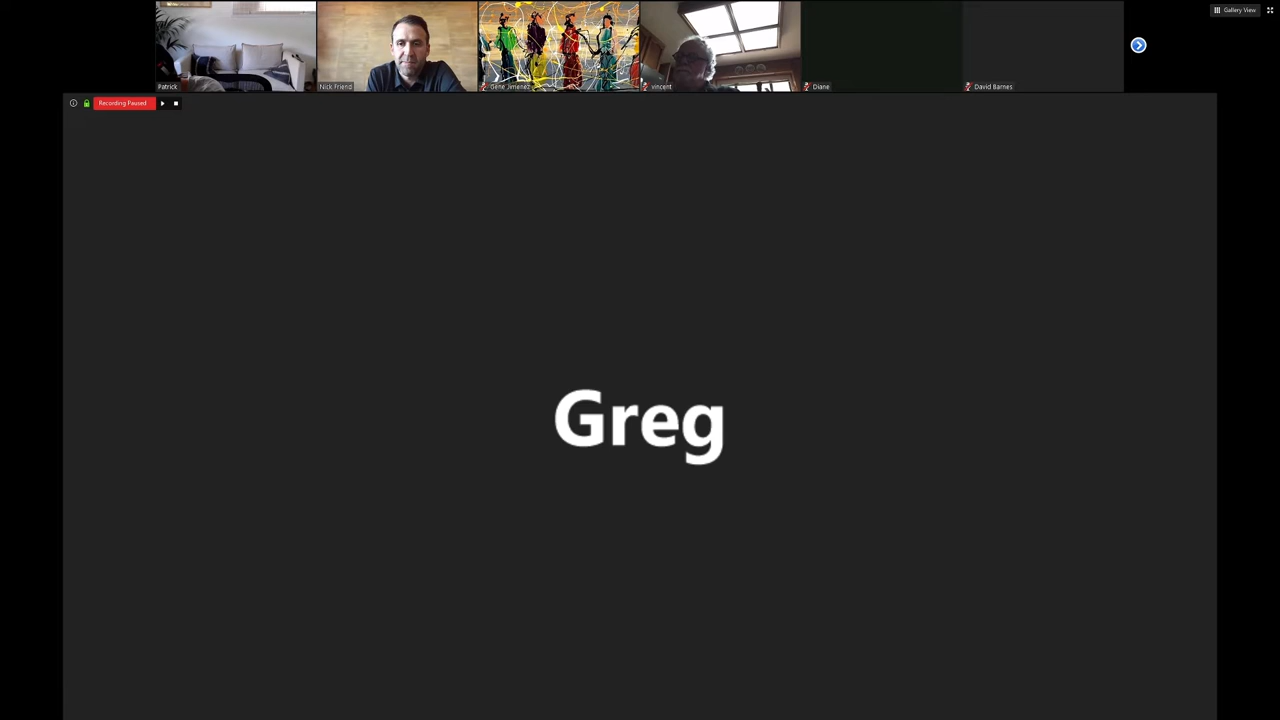 Gallery View
Patrick
Nick Friend
Gene Jimenez
vincent
Diane
David Barnes
Recording Paused
Greg